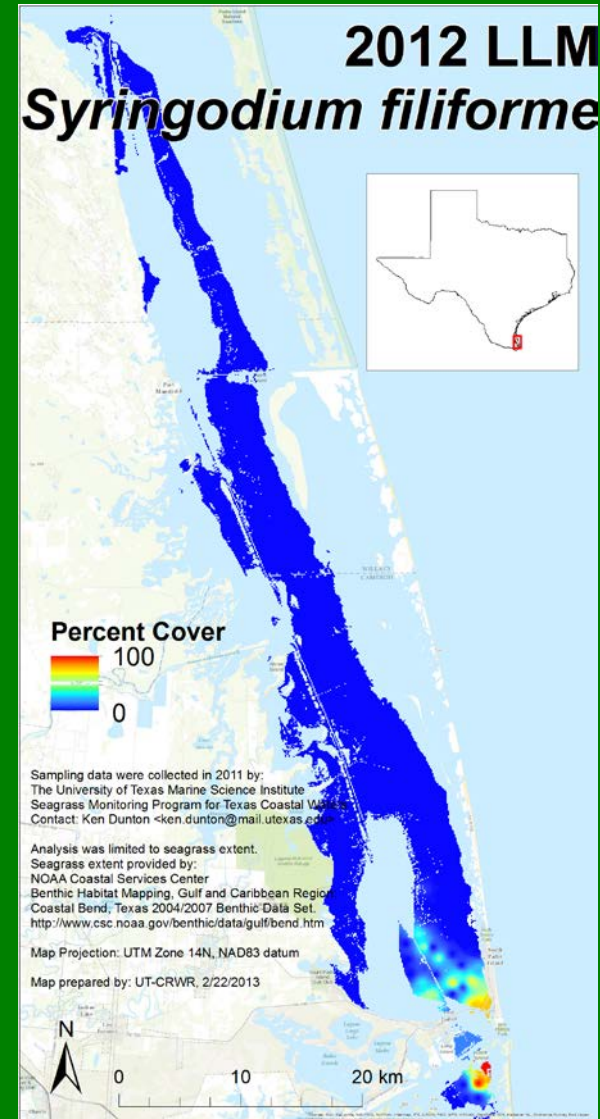 2012 LLM
Syringodium filiforme
Port
Mansfield
WILLACY
CAMERON
Percent Cover
100
0
Sampling data were collected in 2011 by:
The University of Texas Marine Science Institute
Seagrass Monitoring Program for Texas Coastal Waters
Contact: Ken Dunton <ken.dunton@mail.utexas.edu>
Analysis was limited to seagrass extent.
Seagrass extent provided by:
NOAA Coastal Services Center
Benthic Habitat Mapping, Gulf and Caribbean Region
Coastal Bend, Texas 2004/2007 Benthic Data Set.
http://www.csc.noaa.gov/benthic/data/gulf/bend.htm
Map Projection: UTM Zone 14N, NAD83 datum
Map prepared by: UT-CRWR, 2/22/2013
N
0 10 20 km